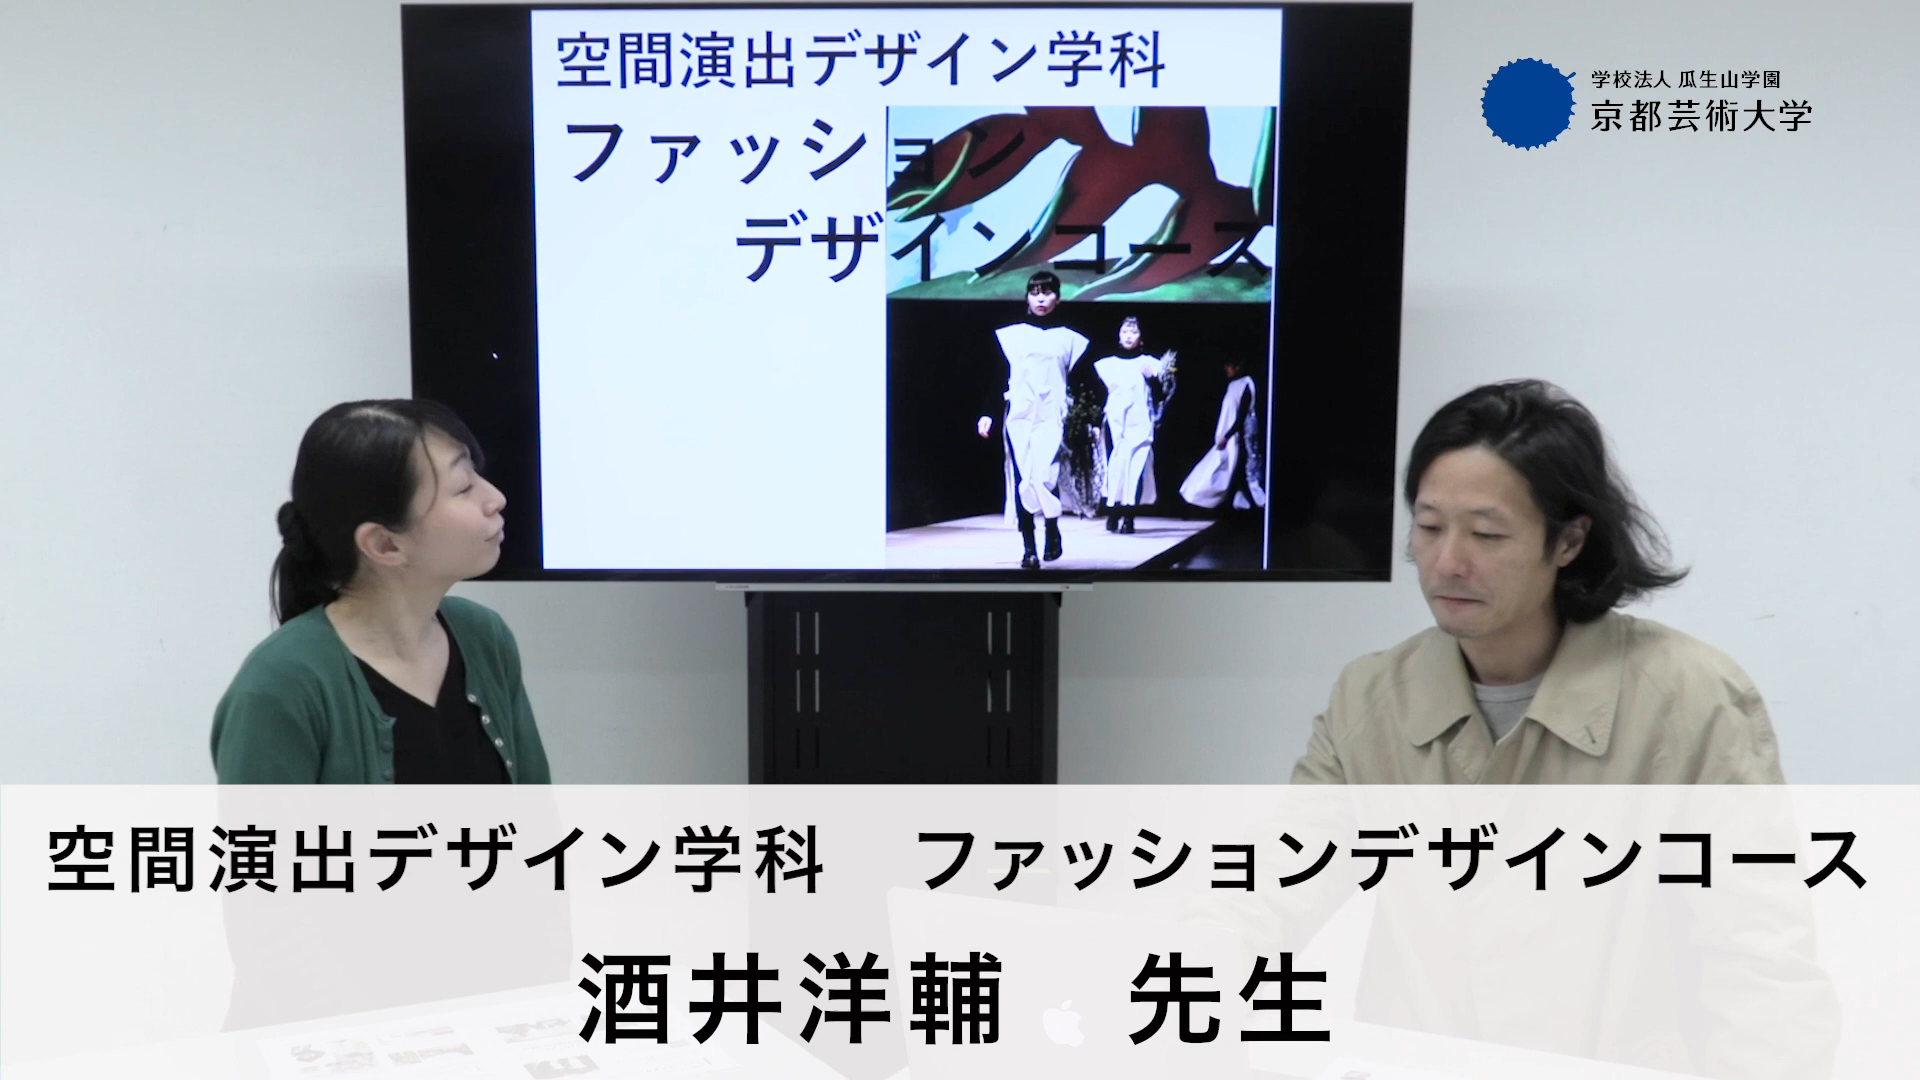 空間演出デザイン学科
ファッション
デザインコース
学校法人 瓜生山学園
京都芸術大学
空間演出デザイン学科　ファッションデザインコース
酒井洋輔　先生